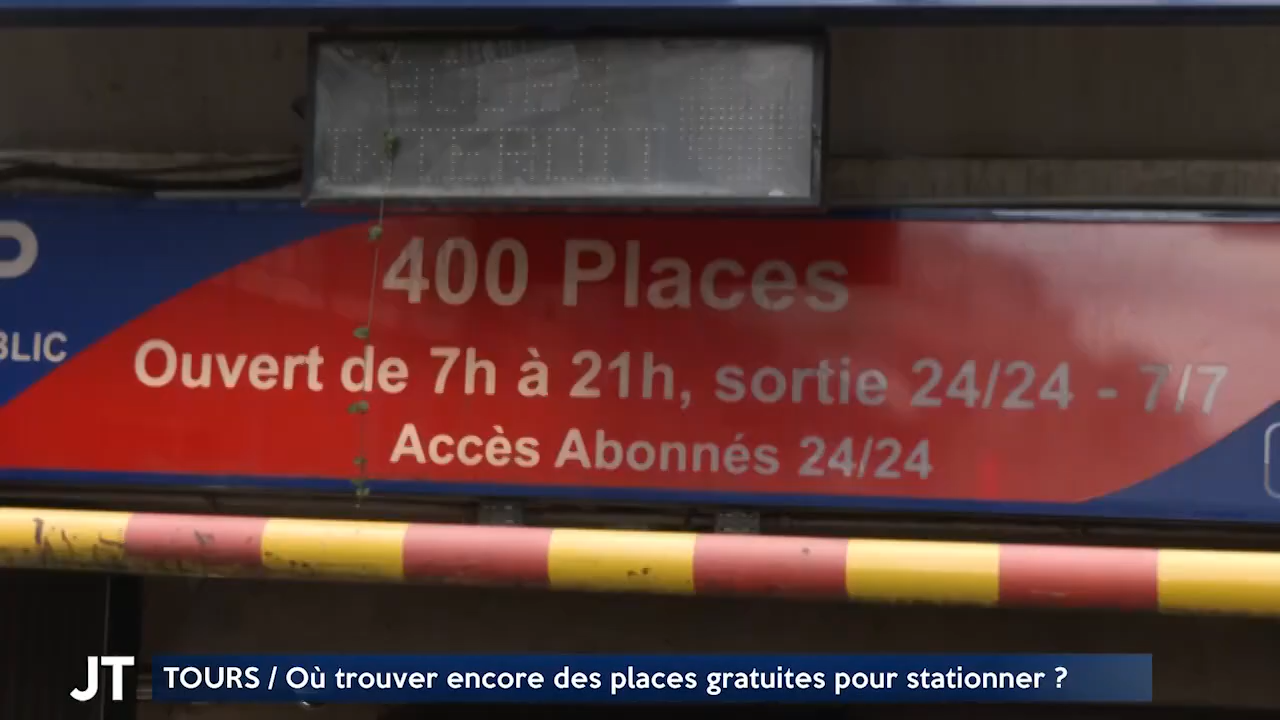 400 Places
BLIC
Ouvert de 7h à 21h, sortie 24/24 - 7/7
Accès Abonnés 24/24
JT
TOURS / Où trouver encore des places gratuites pour stationner ?